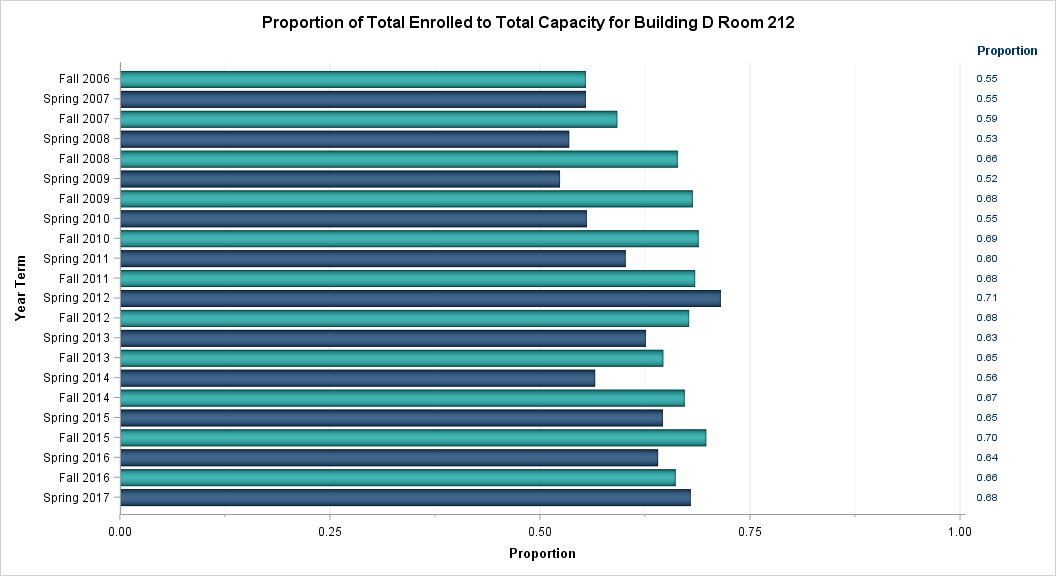 Proportion of Total Enrolled to Total Capacity for Building D Room 212
Proportion
Fall 2006 0.55
Spring 2007 0.55
Fall 2007 0.59
Spring 2008 0.53
Fall 2008 0.66
Spring 2009 0.52
Fall 2009 0.68
Spring 2010 0.55
Fall 2010 0.69
Spring 2011 0.60
Fall 2011 0.68
Spring 2012 0.71
Fall 2012 0.68
Spring 2013 0.63
Fall 2013 0.65
Spring 2014 0.56
Fall 2014 0.67
Spring 2015 0.65
Fall 2015 0.70
Spring 2016 0.64
Fall 2016 0.66
Spring 2017 0.68
Year Term
0.00 0.25 0.50 0.75 1.00
Proportion